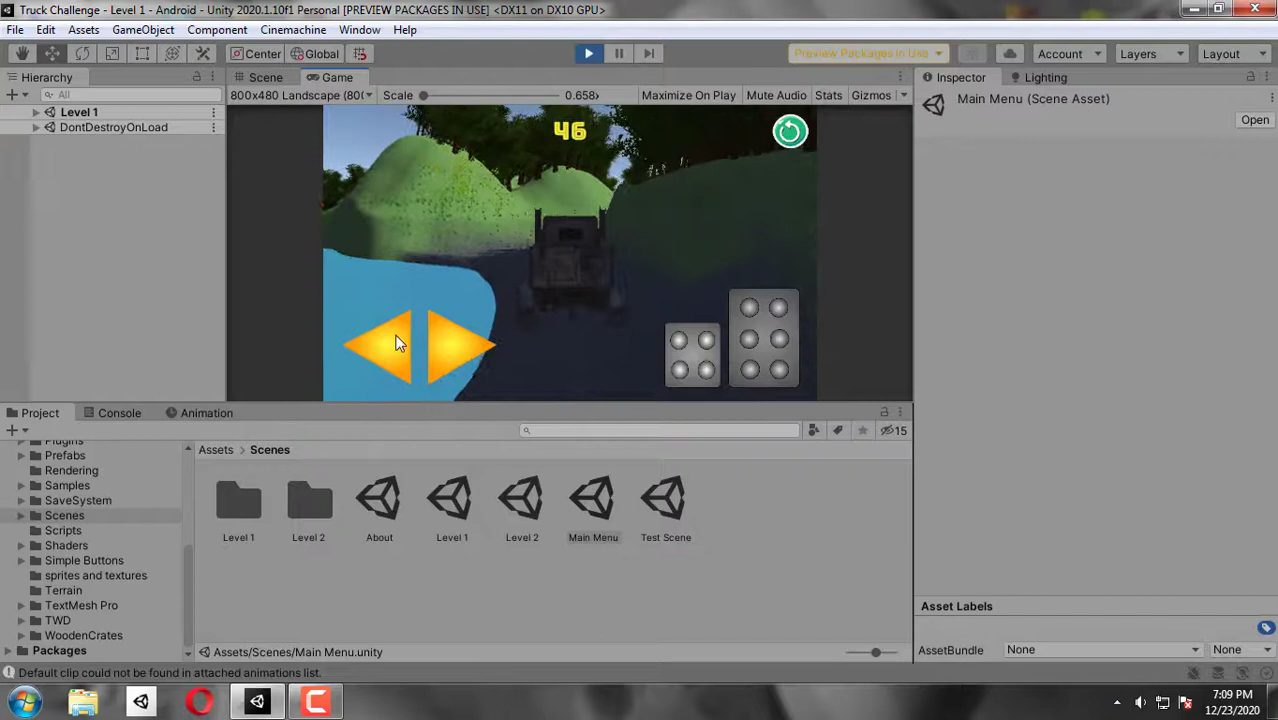 Truck Challenge - Level 1 - Android - Unity 2020.1.10f1 Personal [PREVIEW PACKAGES IN USE] <DX11 on DX10 GPU>
File Edit Assets GameObject Component Cinemachine Window Help
Center Global Preview Packages in Use Account Layers Layout
Hierarchy Scene Game Inspector Lighting
All 800x480 Landscape (80( Scale 0.658x Maximize On Play Mute Audio Stats Gizmos
Main Menu (Scene Asset)
Open
Level 1
DontDestroyOnLoad
46
Project Console Animation
15
Plugins
Prefabs
Rendering
Samples
SaveSystem
Scenes
Scripts
Shaders
Simple Buttons
sprites and textures
Terrain
TextMesh Pro
TWD
WoodenCrates
Packages
Assets > Scenes
Level 1 Level 2 About Level 1 Level 2 Main Menu Test Scene
Assets/Scenes/Main Menu.unity
Asset Labels
AssetBundle None None
Default clip could not be found in attached animations list.
7:09 PM
12/23/2020